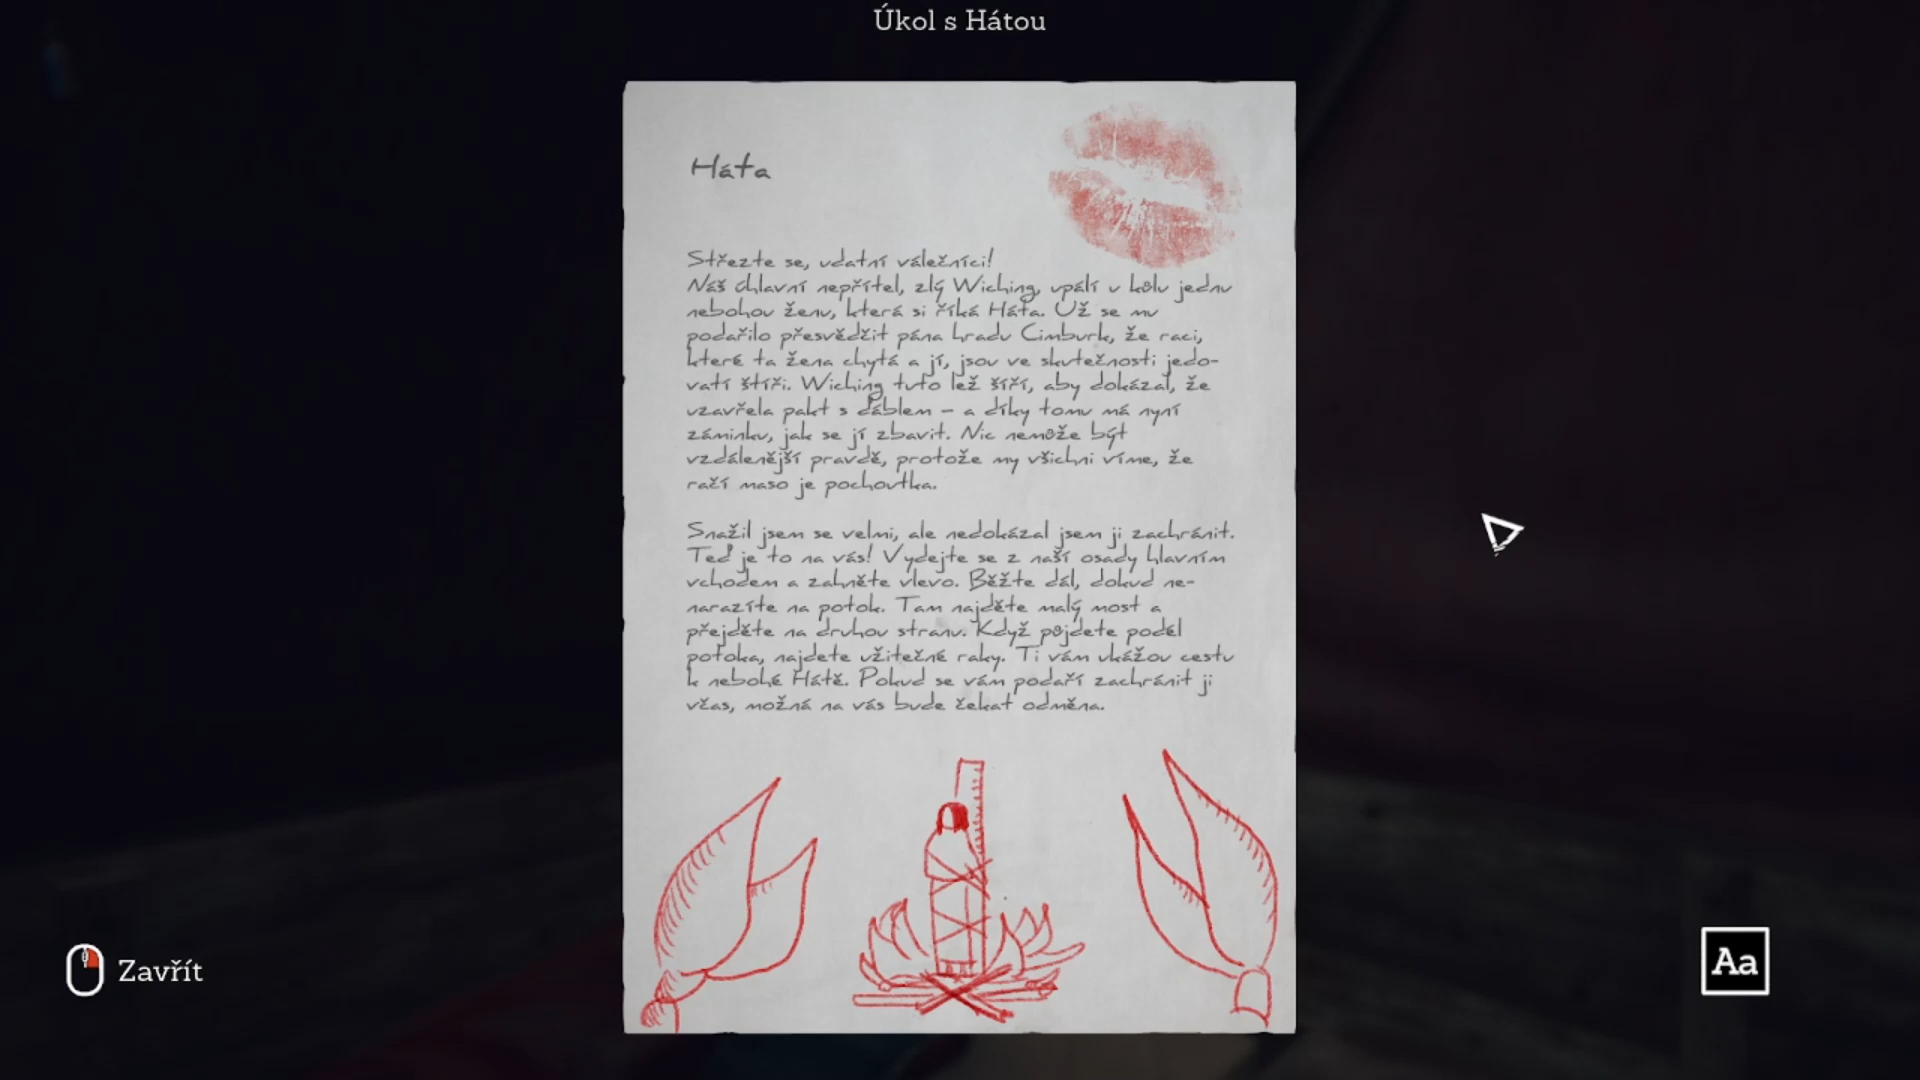 Úkol s Hátou
Háta
Střezte se, udatní válečníci!
Náš úhlavní nepřítel, zlý Wiching, upálí u kůlu jednu
nebohou ženu, která si říká Háta. Už se mu
podařilo přesvědčit pána hradu Cimburk, že raci,
které ta žena chytá a jí, jsou ve skutečnosti jedo-
vatí štíři. Wiching tuto lež šíří, aby dokázal, že
uzavřela pakt s ďáblem – a díky tomu má nyní
záminku, jak se jí zbavit. Nic nemůže být
vzdálenější pravdě, protože my všichni víme, že
račí maso je pochoutka.
Snažil jsem se velmi, ale nedokázal jsem ji zachránit.
Teď je to na vás! Vydejte se z naší osady hlavním
vchodem a zahněte vlevo. Běžte dál, dokud ne-
narazíte na potok. Tam najděte malý most a
přejděte na druhou stranu. Když půjdete podél
potoka, najdete užitečné raky. Ti vám ukážou cestu
k nebohé Hátě. Pokud se vám podaří zachránit ji
včas, možná na vás bude čekat odměna.
Zavřít
Aa